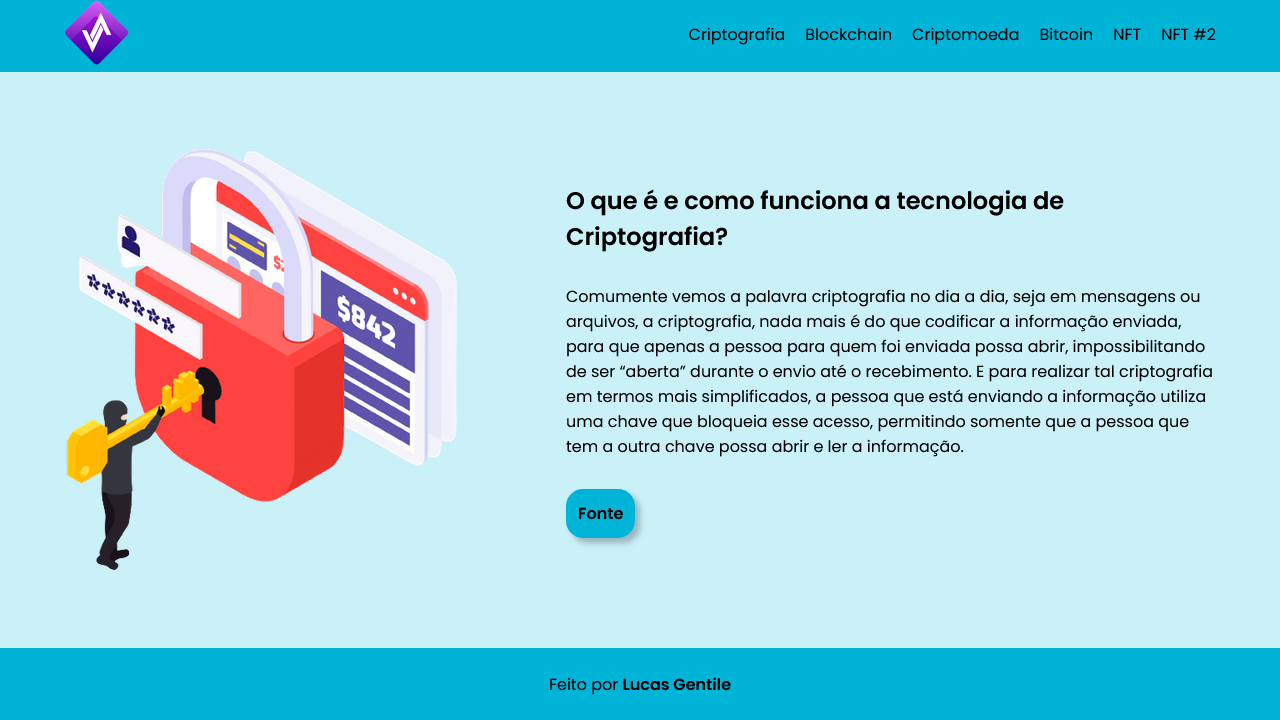 Criptografia Blockchain Criptomoeda Bitcoin NFT NFT #2
$842
******
O que é e como funciona a tecnologia de
Criptografia?
Comumente vemos a palavra criptografia no dia a dia, seja em mensagens ou
arquivos, a criptografia, nada mais é do que codificar a informação enviada,
para que apenas a pessoa para quem foi enviada possa abrir, impossibilitando
de ser “aberta” durante o envio até o recebimento. E para realizar tal criptografia
em termos mais simplificados, a pessoa que está enviando a informação utiliza
uma chave que bloqueia esse acesso, permitindo somente que a pessoa que
tem a outra chave possa abrir e ler a informação.
Fonte
Feito por Lucas Gentile